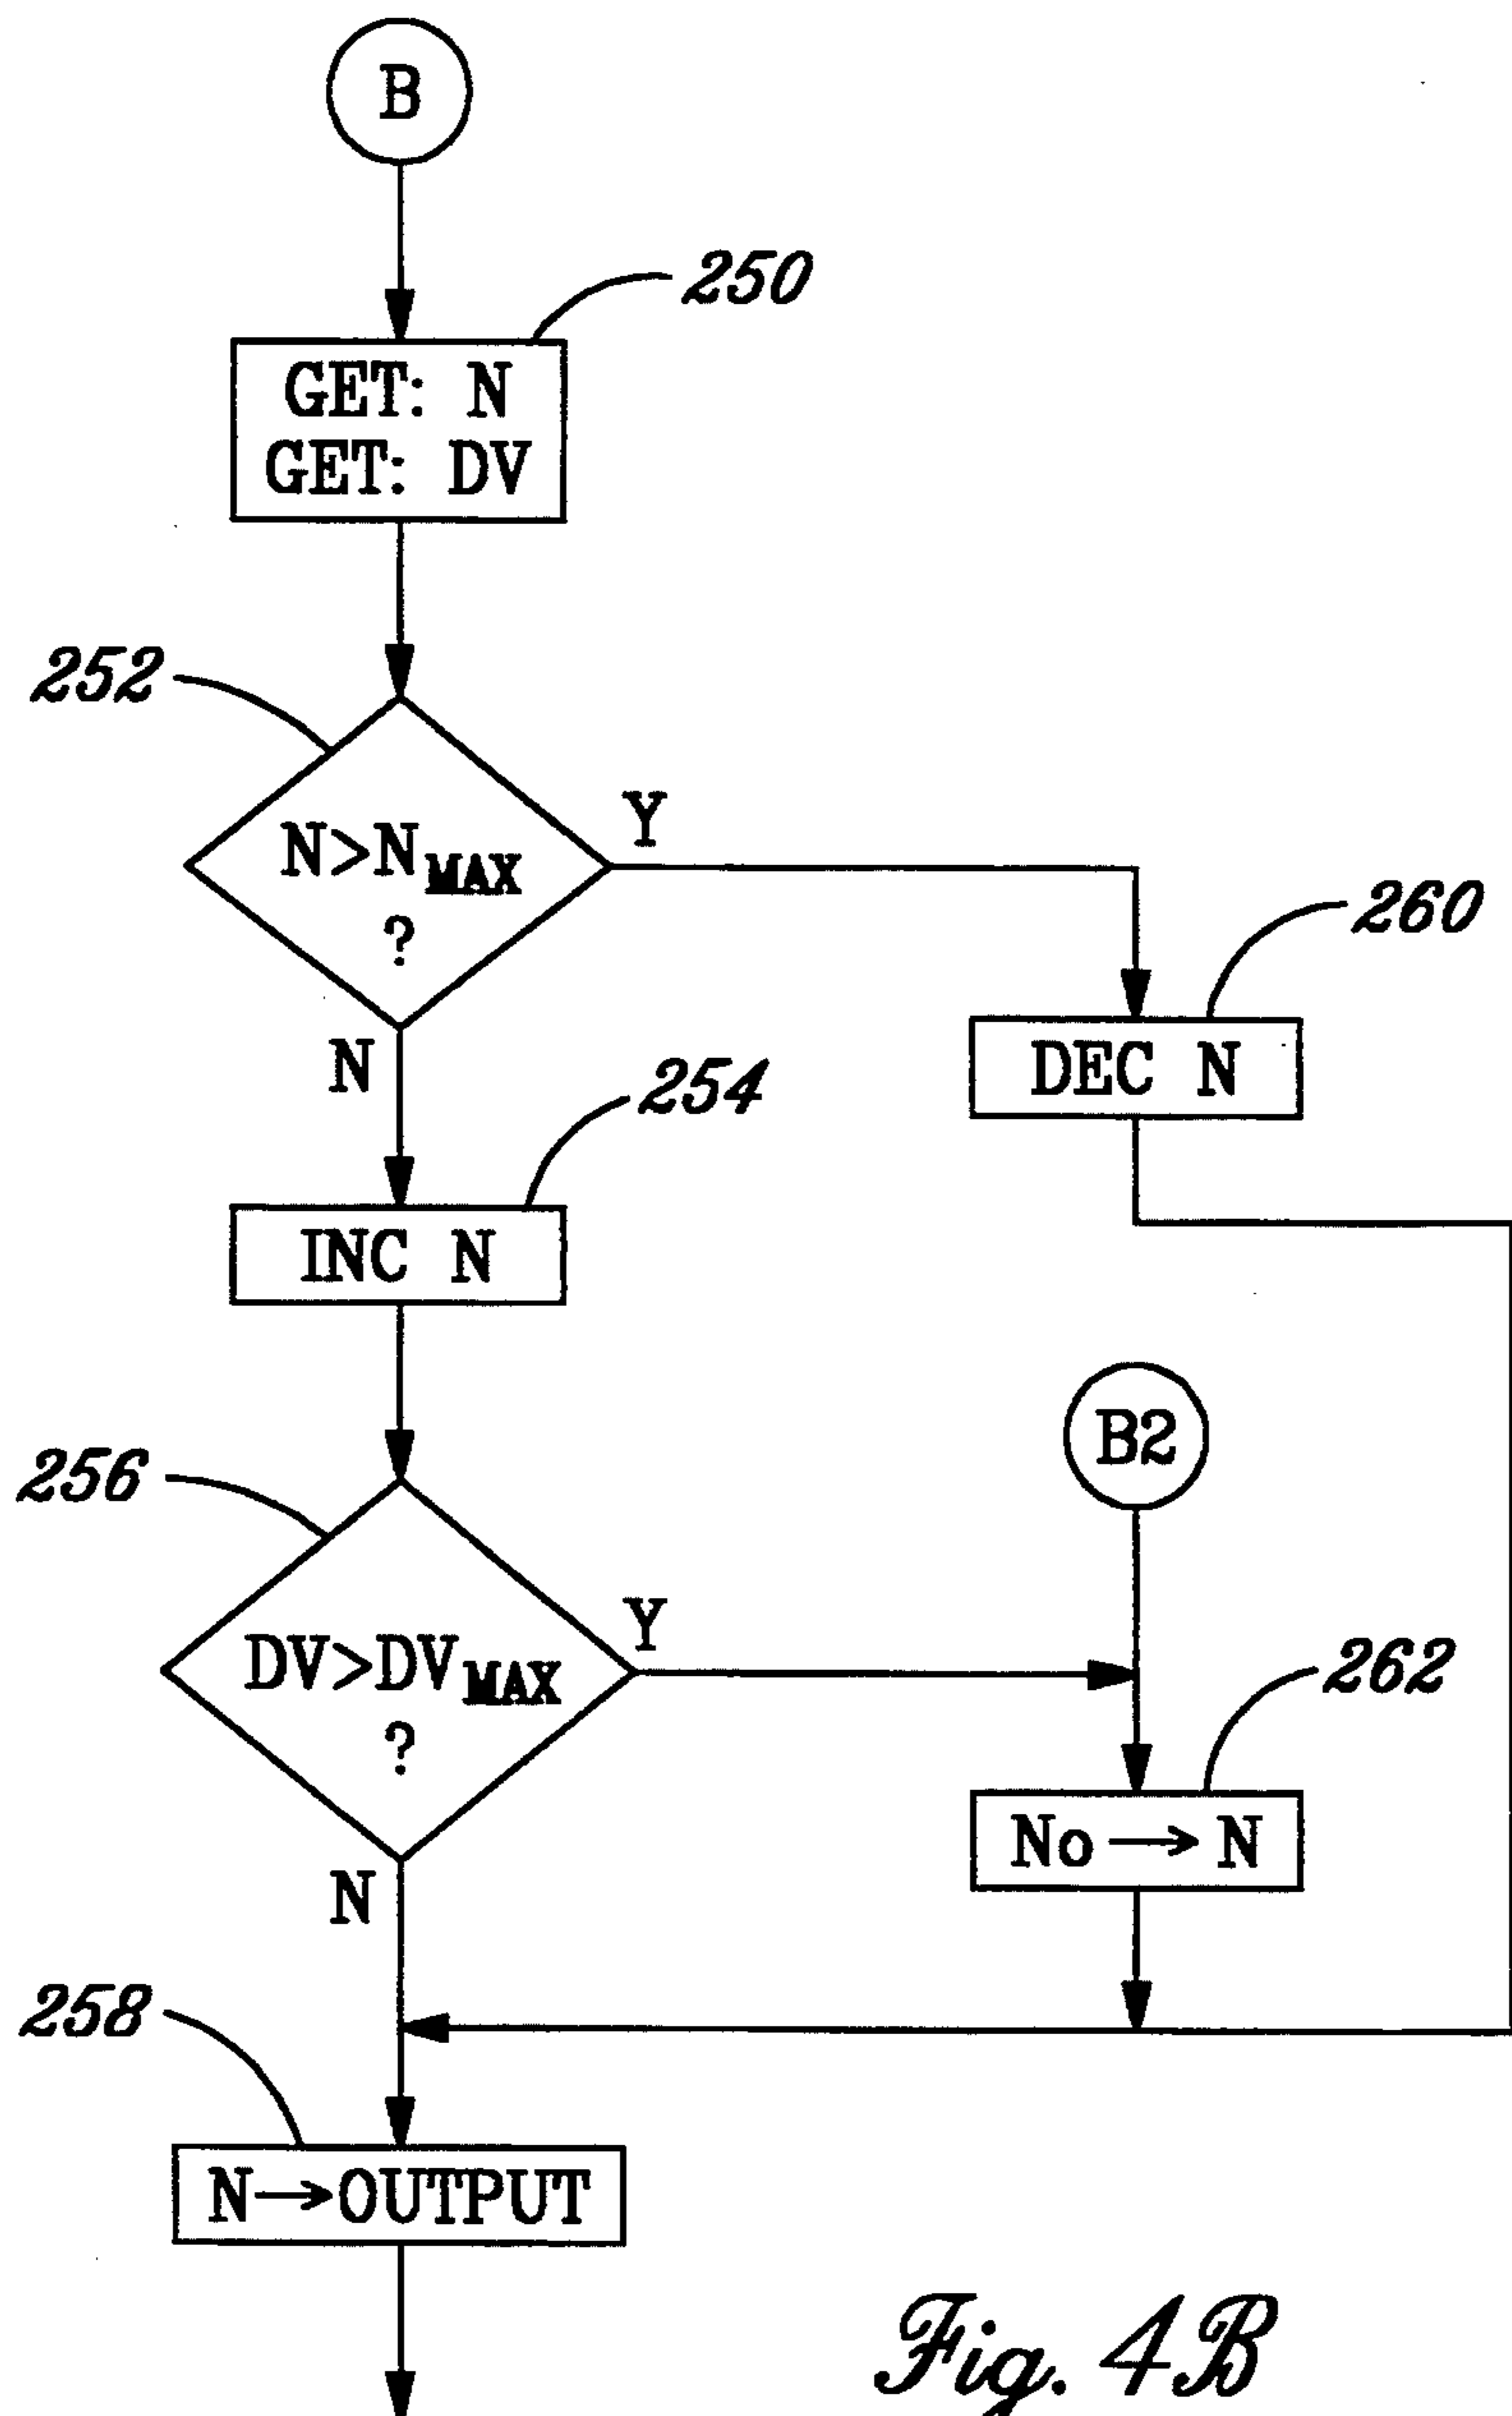 B
250
GET: N
GET: DV
252
N>NMAX
?
Y
N
260
DEC N
254
INC N
B2
256
DV>DVMAX
?
Y
N
262
No→N
258
N→OUTPUT
Fig. 4B